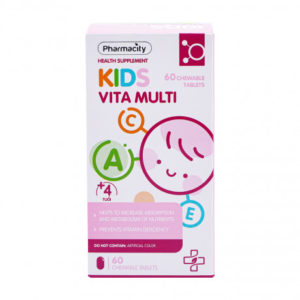 Pharmacity
HEALTH SUPPLEMENT
KIDS
VITA MULTI
60 CHEWABLE
TABLETS
C
A
E
+4
TUỔI
HELPS TO INCREASE ABSORPTION
AND METABOLISM OF NUTRIENTS
PREVENTS VITAMIN DEFICIENCY
DO NOT CONTAIN: ARTIFICIAL COLOR
60
CHEWABLE TABLETS